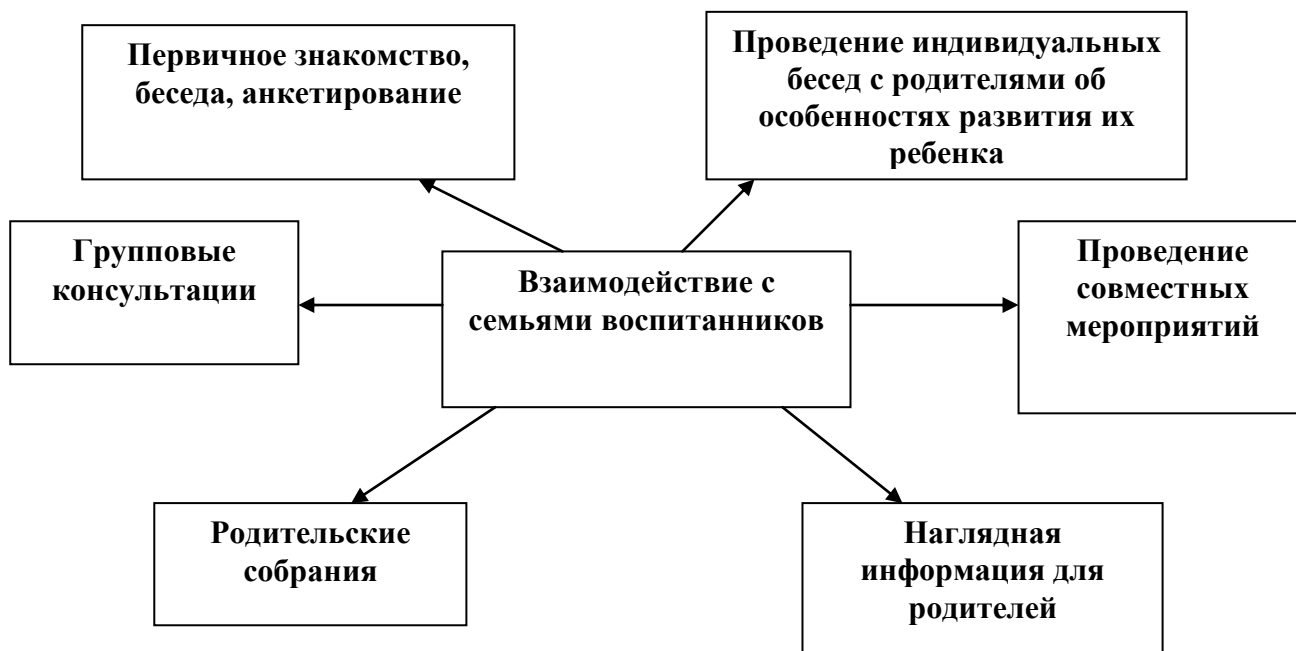 Первичное знакомство,
беседа, анкетирование
Проведение индивидуальных
бесед с родителями об
особенностях развития их
ребенка
Групповые
консультации
Взаимодействие с
семьями воспитанников
Проведение
совместных
мероприятий
Родительские
собрания
Наглядная
информация для
родителей